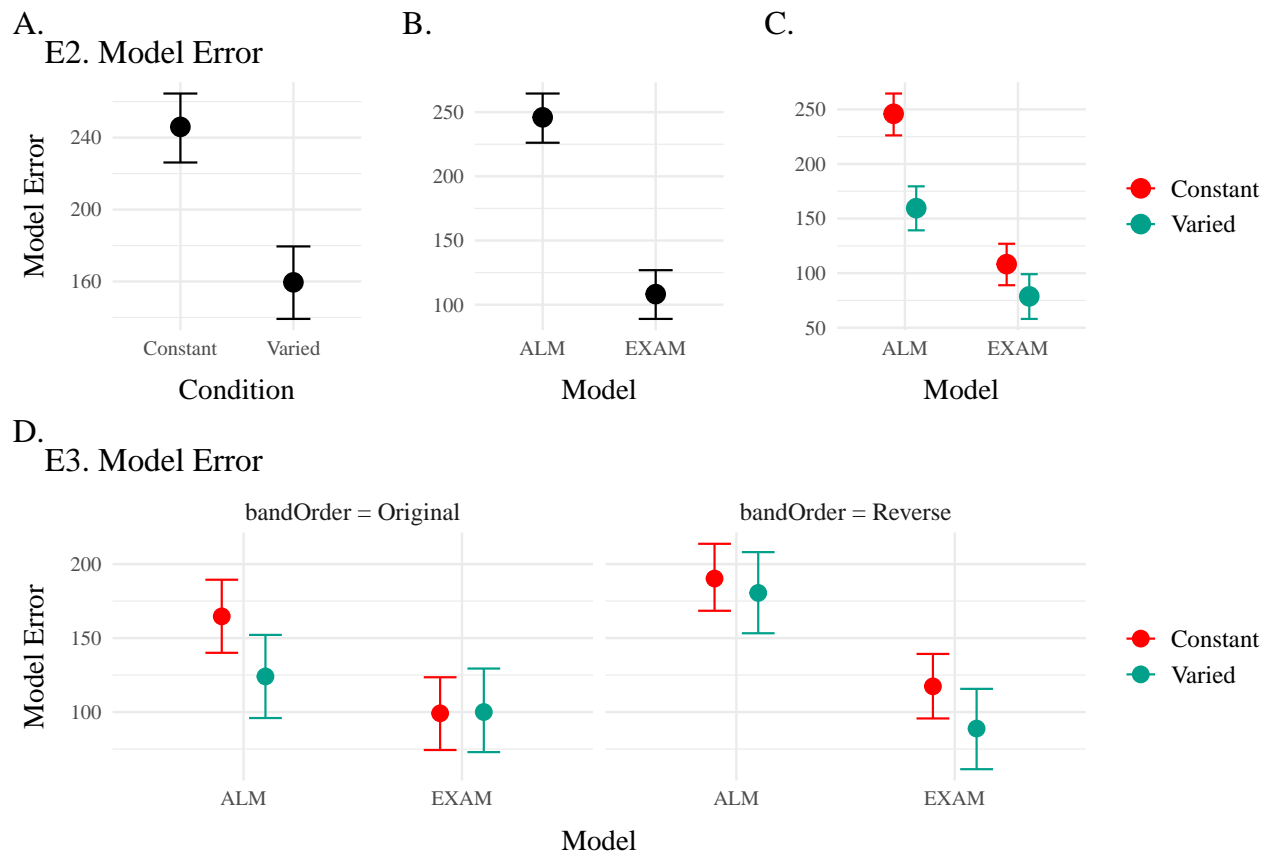 A.
B.
C.
E2. Model Error
Model Error
240
200
160
Constant
Varied
Condition
250
200
150
100
ALM
EXAM
Model
250
200
150
100
50
ALM
EXAM
Model
Constant
Varied
D.
E3. Model Error
bandOrder = Original
bandOrder = Reverse
Model Error
200
150
100
ALM
EXAM
ALM
EXAM
Model
Constant
Varied